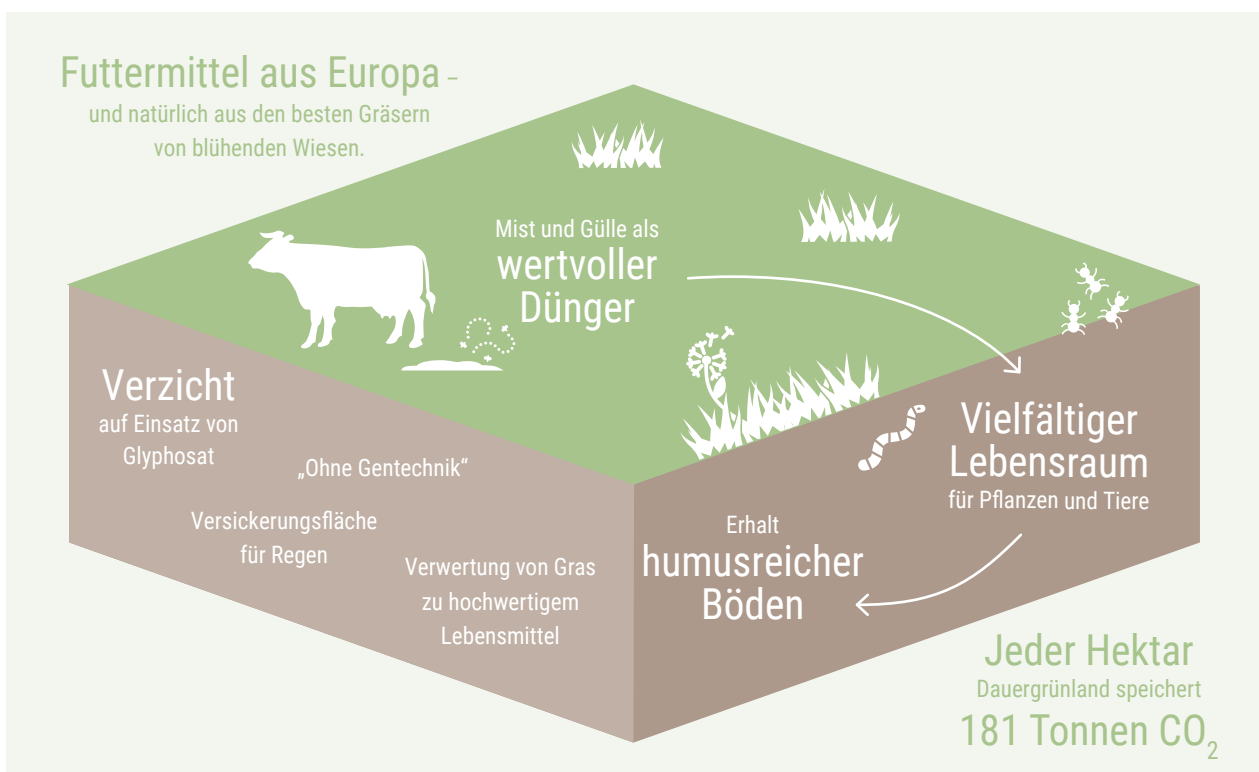 Futtermittel aus Europa –
und natürlich aus den besten Gräsern
von blühenden Wiesen.
Mist und Gülle als
wertvoller
Dünger
Verzicht
auf Einsatz von
Glyphosat
„Ohne Gentechnik“
Versickerungsfläche
für Regen
Verwertung von Gras
zu hochwertigem
Lebensmittel
Vielfältiger
Lebensraum
für Pflanzen und Tiere
Erhalt
humusreicher
Böden
Jeder Hektar
Dauergrünland speichert
181 Tonnen CO₂